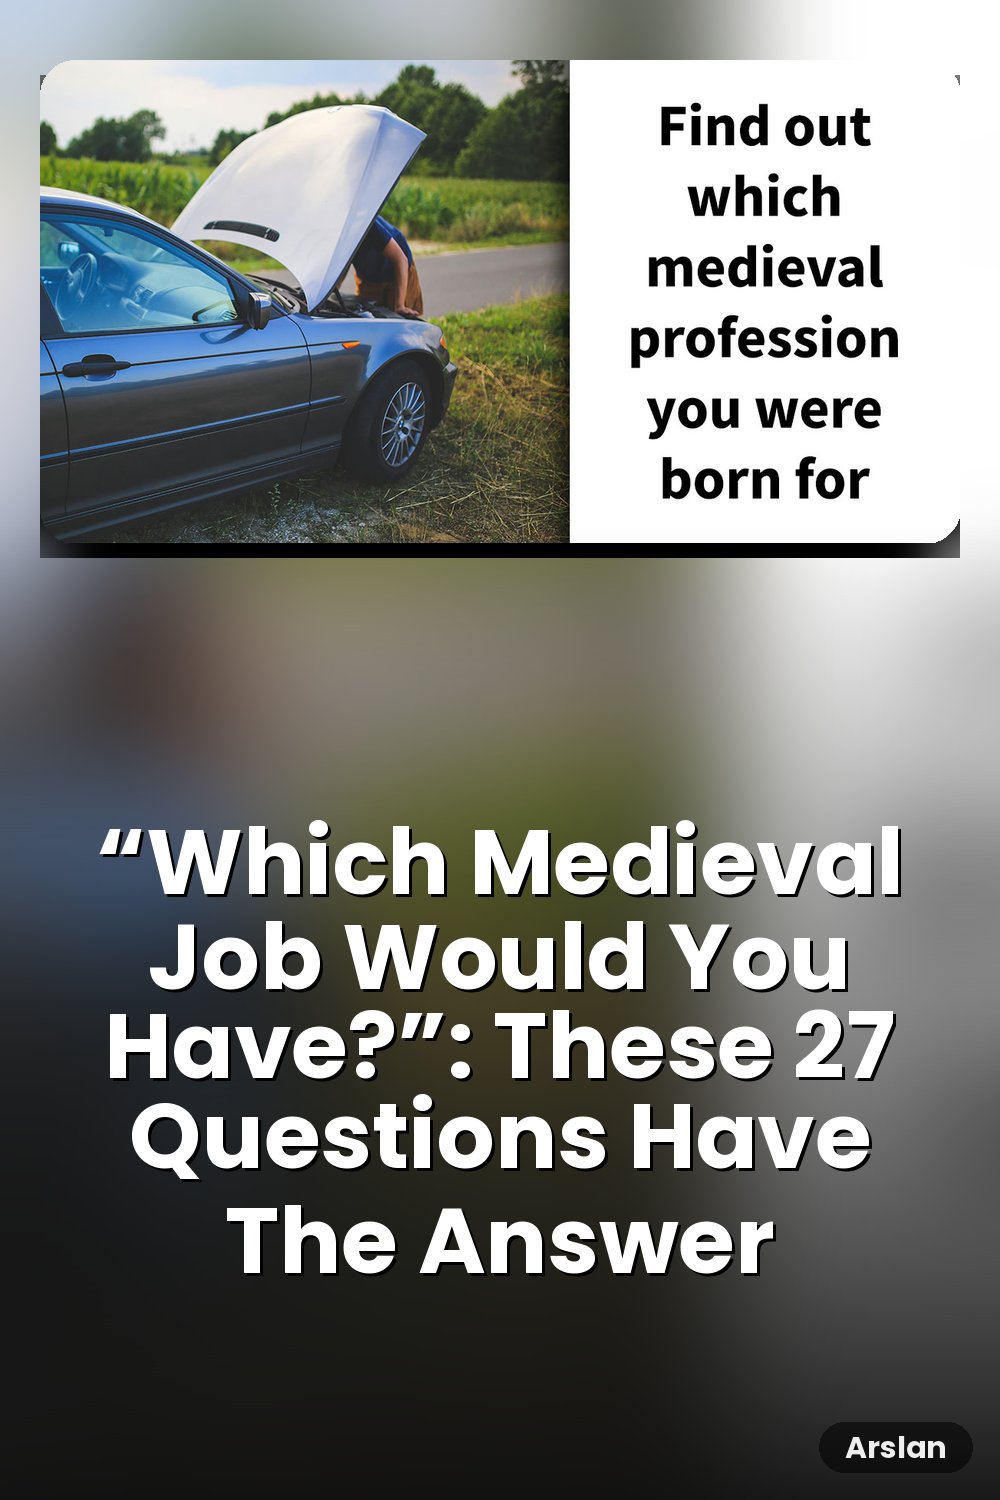 Find out
which
medieval
profession
you were
born for
“Which Medieval
Job Would You
Have?”: These 27
Questions Have
The Answer
Arslan